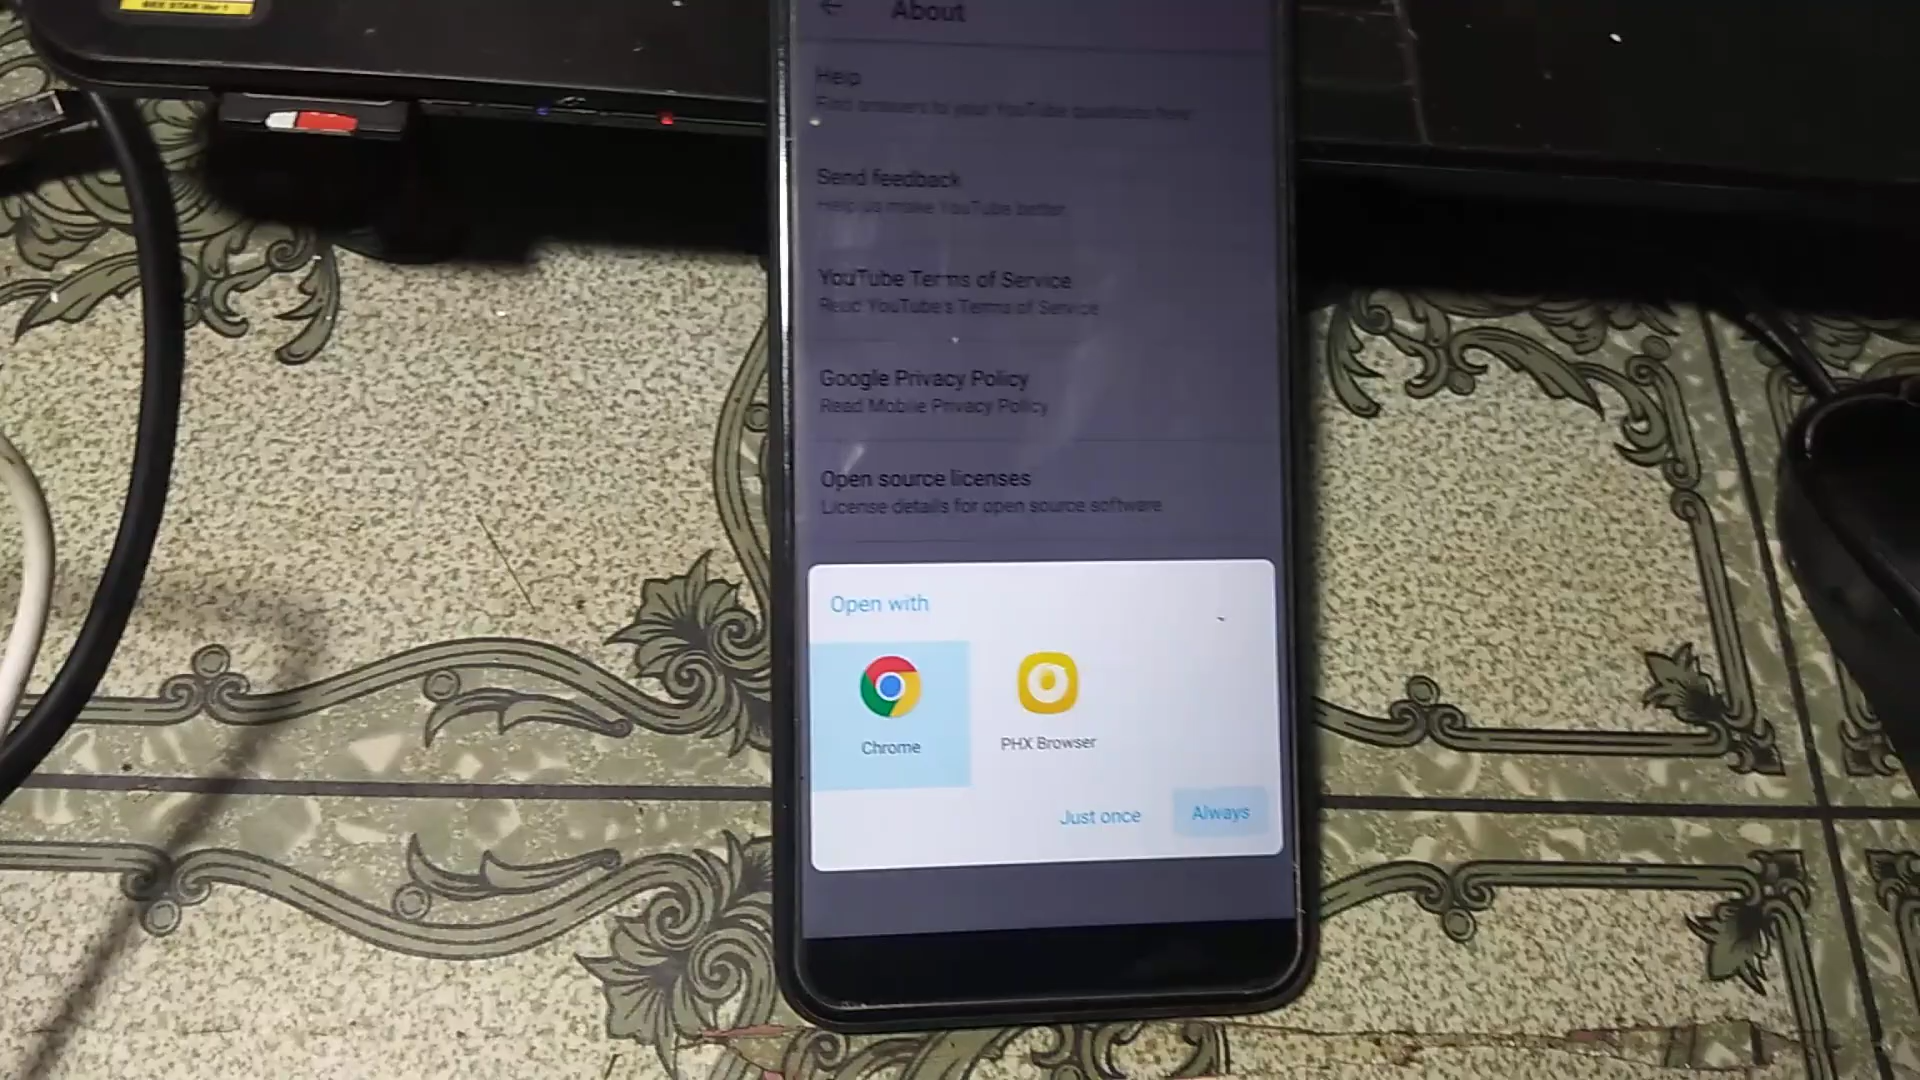 About
Help
Find answers to your YouTube questions here
Send feedback
Help us make YouTube better
YouTube Terms of Service
Read YouTube's Terms of Service
Google Privacy Policy
Read Mobile Privacy Policy
Open source licenses
License details for open source software
Open with
Chrome
PHX Browser
Just once
Always